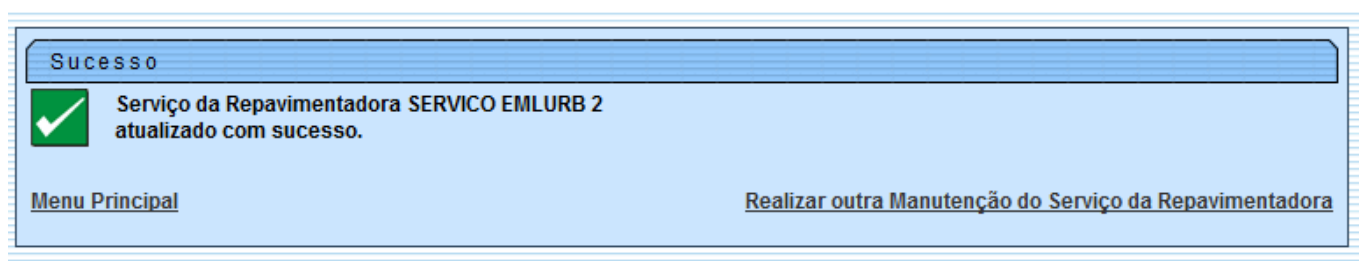 Sucesso
Serviço da Repavimentadora SERVICO EMLURB 2
atualizado com sucesso.
Menu Principal
Realizar outra Manutenção do Serviço da Repavimentadora